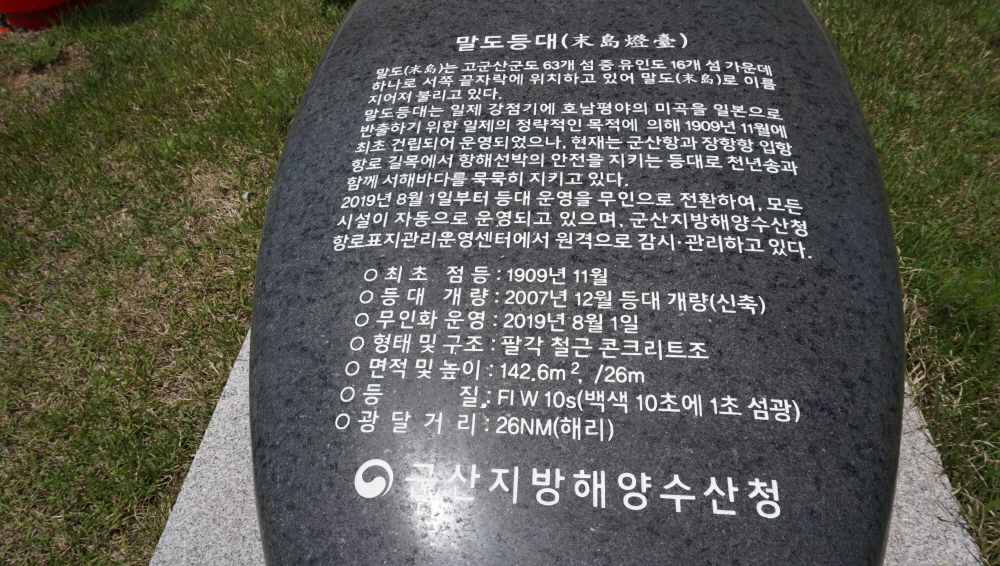 말도등대(末島燈臺)
말도(末島)는 고군산군도 63개 섬 중 유인도 16개 섬 가운데
하나로 서쪽 끝자락에 위치하고 있어 말도(末島)로 이름
지어져 불리고 있다.
말도등대는 일제 강점기에 호남평야의 미곡을 일본으로
반출하기 위한 일제의 정략적인 목적에 의해 1909년 11월에
최초 건립되어 운영되었으나, 현재는 군산항과 장항항 입항
항로 길목에서 항해선박의 안전을 지키는 등대로 천년송과
함께 서해바다를 묵묵히 지키고 있다.
2019년 8월 1일부터 등대 운영을 무인으로 전환하여, 모든
시설이 자동으로 운영되고 있으며, 군산지방해양수산청
항로표지관리운영센터에서 원격으로 감시·관리하고 있다.
○ 최초 점등 : 1909년 11월
○ 등대 개량 : 2007년 12월 등대 개량(신축)
○ 무인화 운영 : 2019년 8월 1일
○ 형태 및 구조 : 팔각 철근 콘크리트조
○ 면적 및 높이 : 142.6m², /26m
○ 등 질 : Fl W 10s(백색 10초에 1초 섬광)
○ 광 달 거 리 : 26NM(해리)
군산지방해양수산청